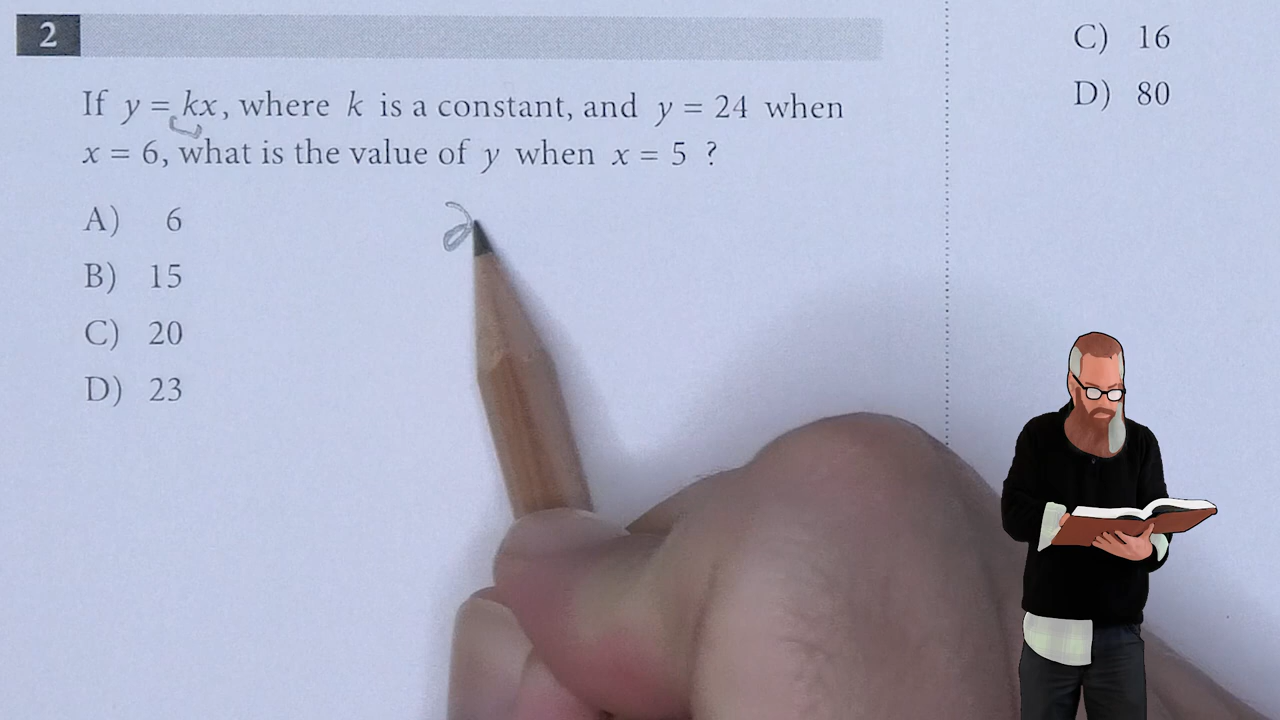 2
If y = kx, where k is a constant, and y = 24 when
x = 6, what is the value of y when x = 5 ?
A) 6
B) 15
C) 20
D) 23
C) 16
D) 80